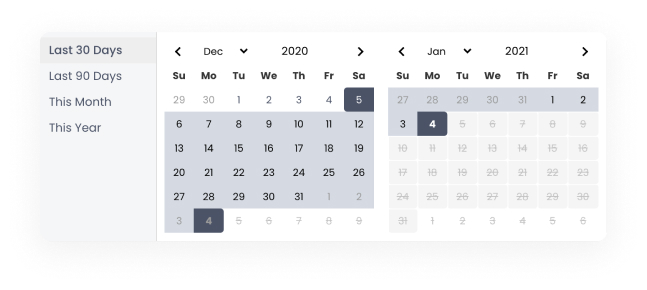 Last 30 Days
Last 90 Days
This Month
This Year
Dec 2020
Su Mo Tu We Th Fr Sa
29 30 1 2 3 4 5
6 7 8 9 10 11 12
13 14 15 16 17 18 19
20 21 22 23 24 25 26
27 28 29 30 31 1 2
3 4 5 6 7 8 9
Jan 2021
Su Mo Tu We Th Fr Sa
27 28 29 30 31 1 2
3 4 5 6 7 8 9
10 11 12 13 14 15 16
17 18 19 20 21 22 23
24 25 26 27 28 29 30
31 1 2 3 4 5 6